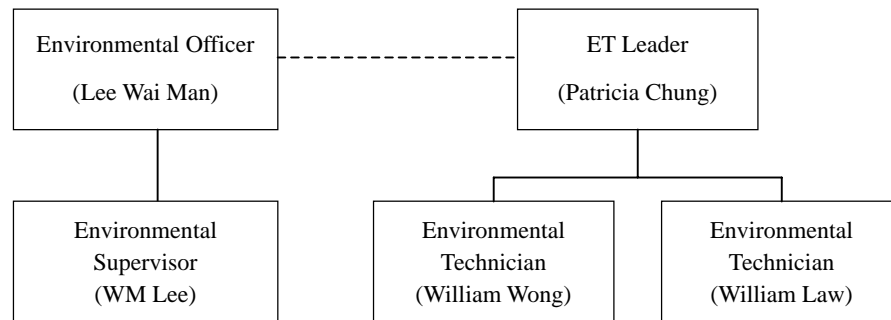 Environmental Officer
(Lee Wai Man)
ET Leader
(Patricia Chung)
Environmental
Supervisor
(WM Lee)
Environmental
Technician
(William Wong)
Environmental
Technician
(William Law)